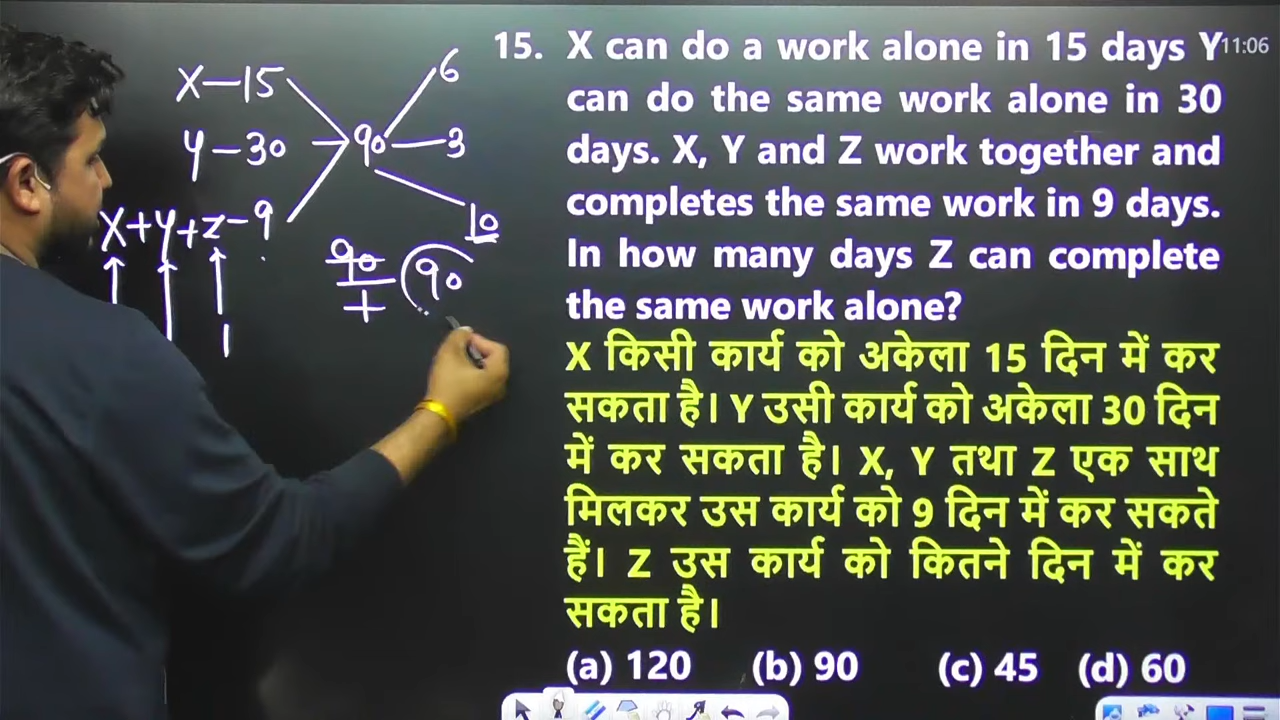 X-15
6
Y-30
90
3
X+Y+Z-9
10
90
1
90
1
15. X can do a work alone in 15 days Y
11:06
can do the same work alone in 30
days. X, Y and Z work together and
completes the same work in 9 days.
In how many days Z can complete
the same work alone?
X किसी कार्य को अकेला 15 दिन में कर
सकता है। Y उसी कार्य को अकेला 30 दिन
में कर सकता है। X, Y तथा Z एक साथ
मिलकर उस कार्य को 9 दिन में कर सकते
हैं। Z उस कार्य को कितने दिन में कर
सकता है।
(a) 120 (b) 90 (c) 45 (d) 60